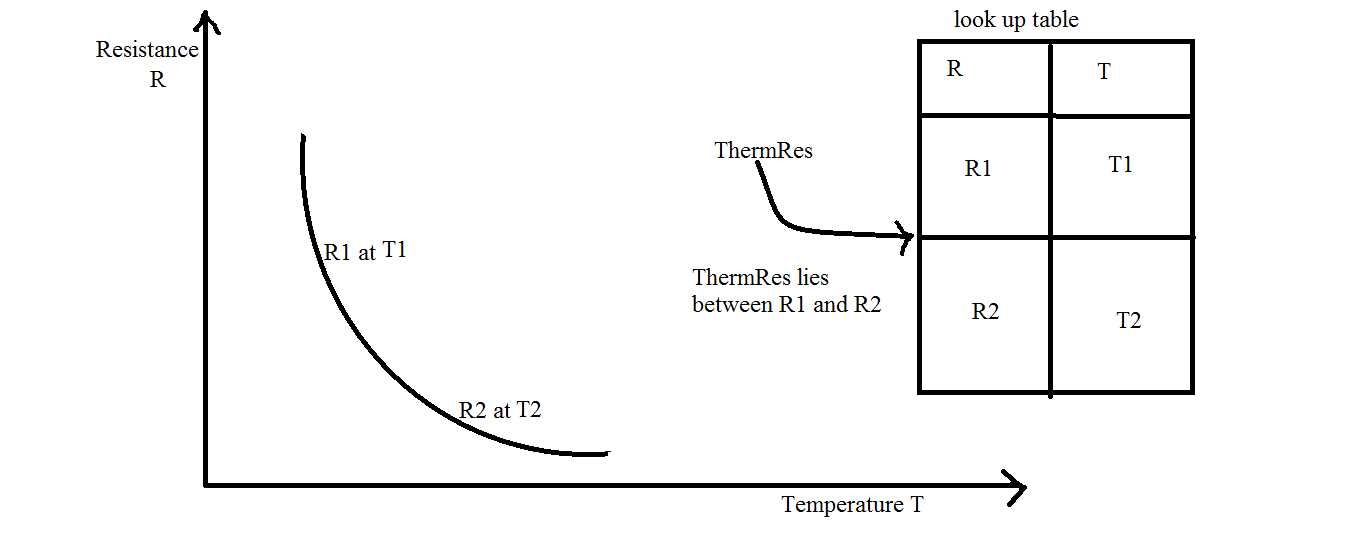 Resistance
R
R1 at T1
R2 at T2
Temperature T
ThermRes
ThermRes lies
between R1 and R2
look up table
R T
R1 T1
R2 T2